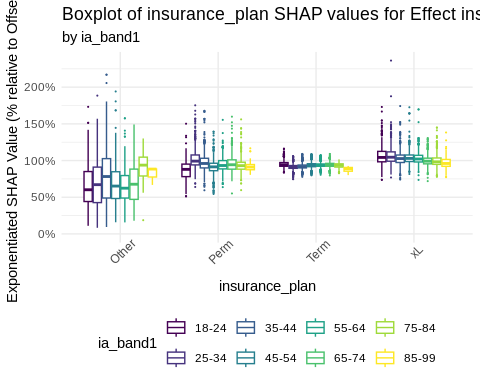 Boxplot of insurance_plan SHAP values for Effect ins
by ia_band1
Exponentiated SHAP Value (% relative to Offse
200%
150%
100%
50%
0%
Other
Perm
Term
XL
insurance_plan
ia_band1
18-24
35-44
55-64
75-84
25-34
45-54
65-74
85-99